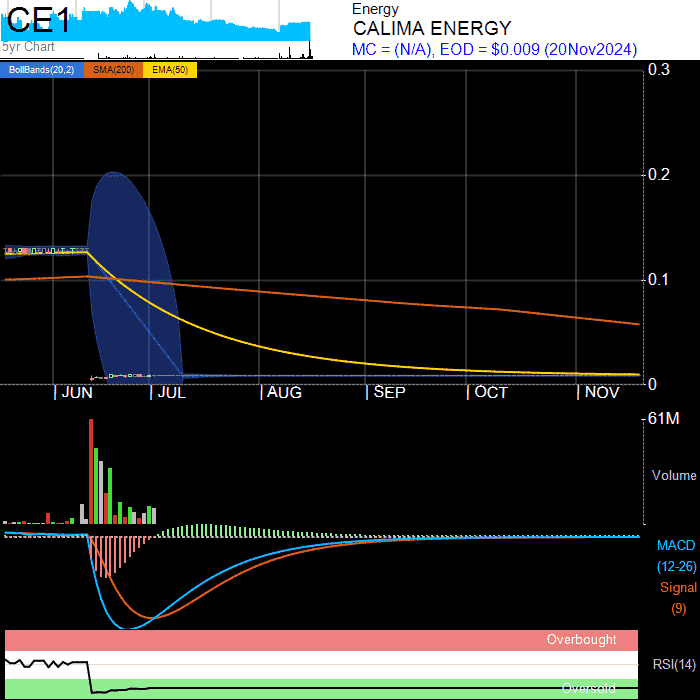 CE1
5yr Chart
Energy
CALIMA ENERGY
MC = (N/A), EOD = $0.009 (20Nov2024)
BollBands(20,2) SMA(200) EMA(50)
0.3
0.2
0.1
0
JUN JUL AUG SEP OCT NOV
61M
Volume
MACD
(12-26)
Signal
(9)
Overbought
RSI(14)
Oversold